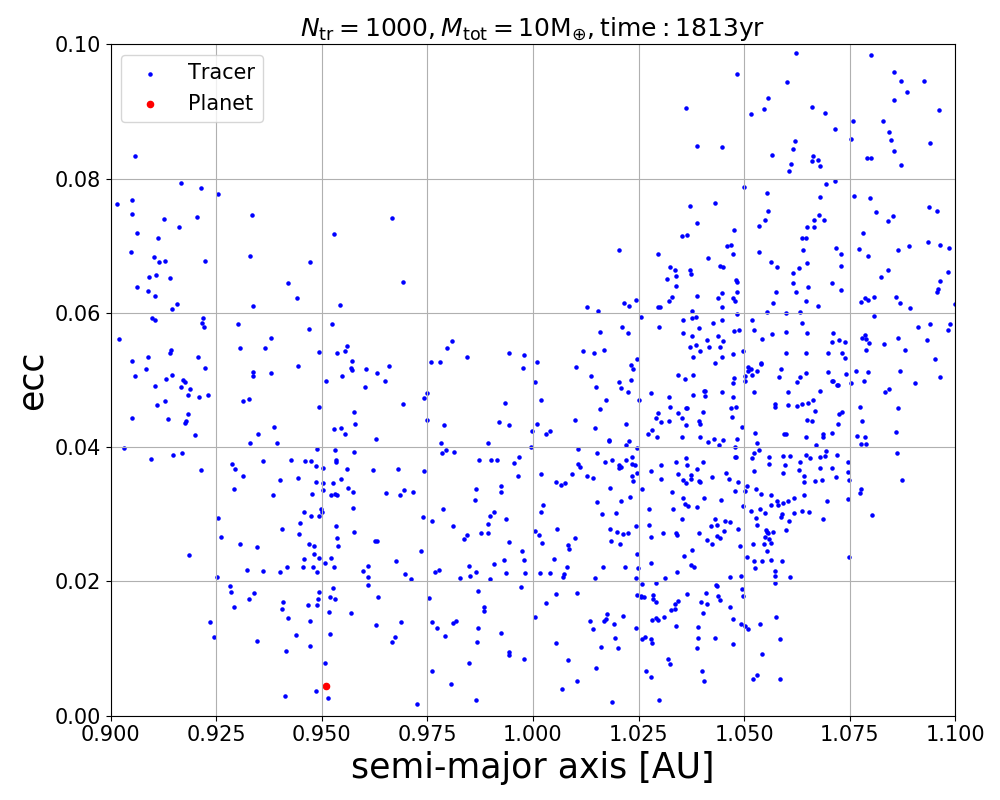 N_tr = 1000, M_tot = 10M_⊕, time : 1813yr
Tracer
Planet
ecc
0.10
0.08
0.06
0.04
0.02
0.00
0.900 0.925 0.950 0.975 1.000 1.025 1.050 1.075 1.100
semi-major axis [AU]